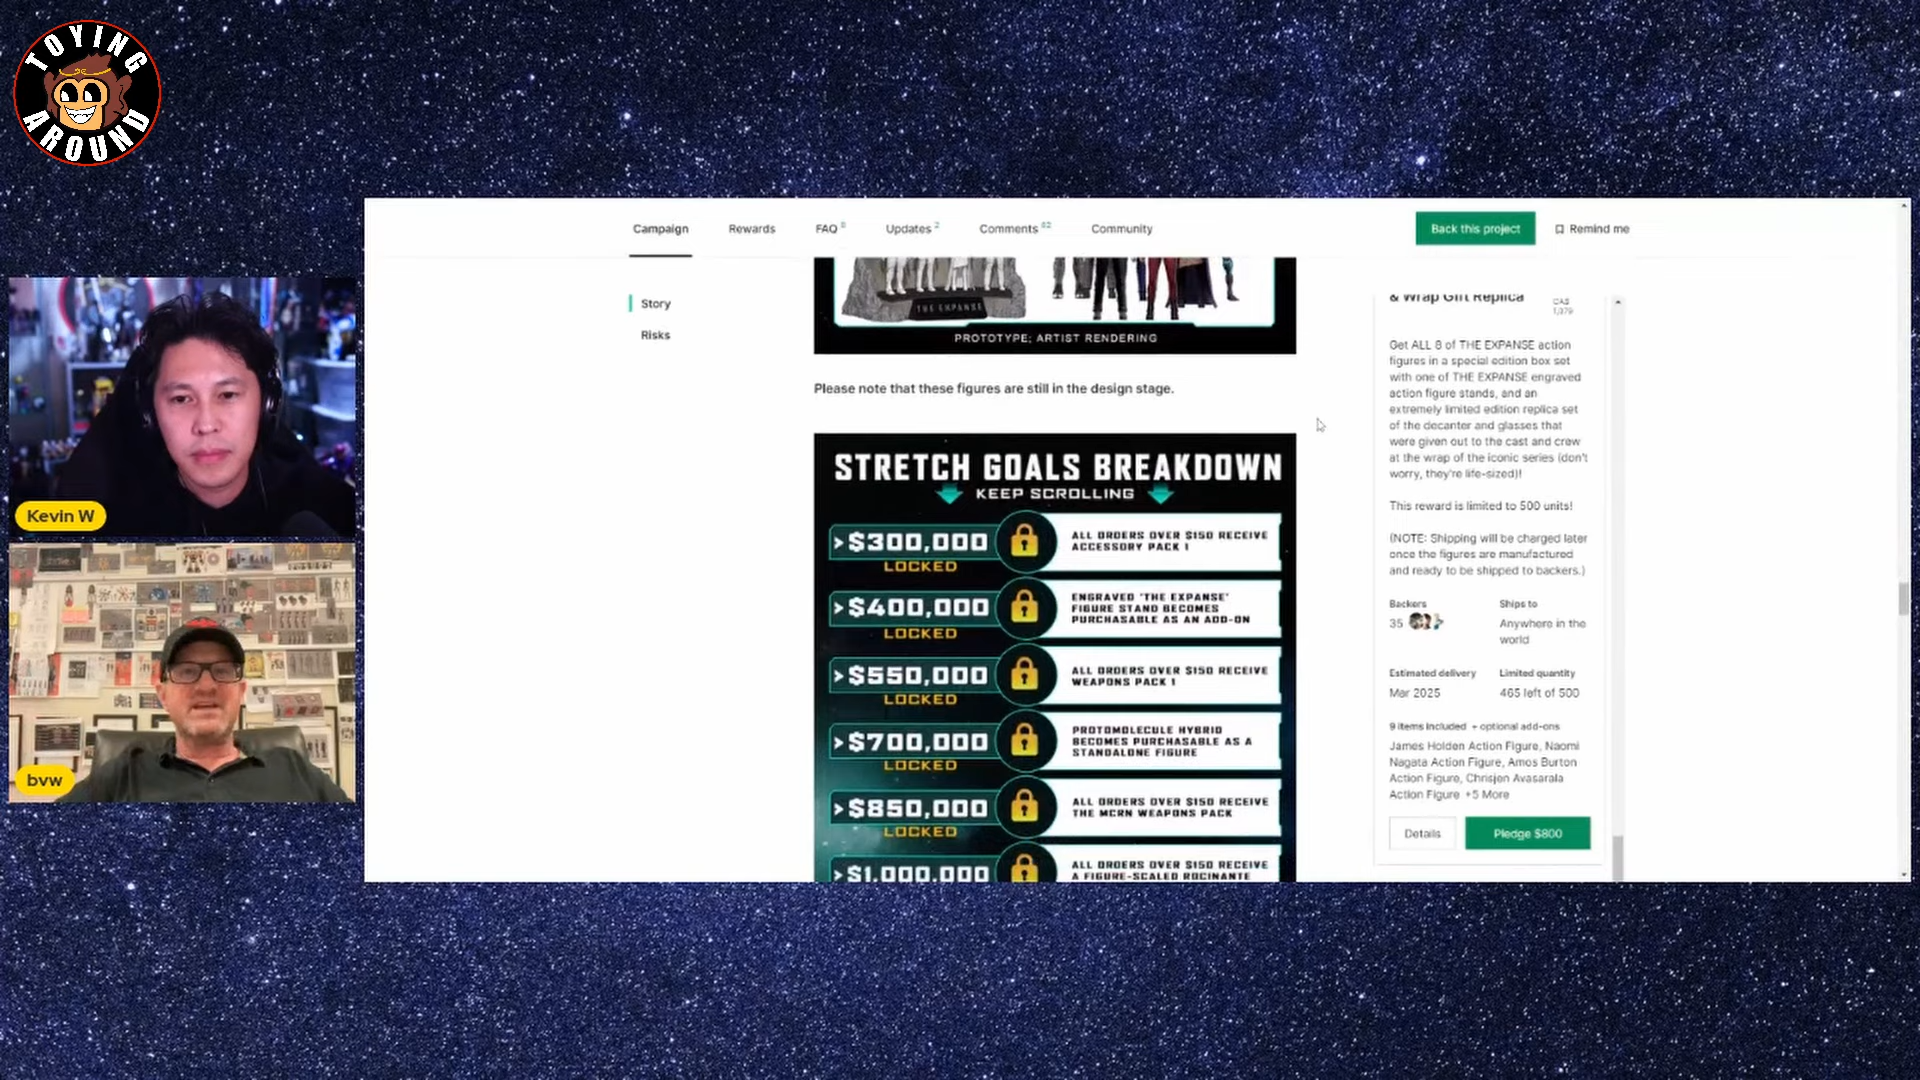 TOYING
AROUND
Campaign
Rewards
FAQ
Updates 2
Comments 62
Community
Back this project
Remind me
Story
Risks
THE EXPANSE
PROTOTYPE; ARTIST RENDERING
Please note that these figures are still in the design stage.
STRETCH GOALS BREAKDOWN
KEEP SCROLLING
> $300,000
LOCKED
ALL ORDERS OVER $150 RECEIVE
ACCESSORY PACK 1
> $400,000
LOCKED
ENGRAVED 'THE EXPANSE'
FIGURE STAND BECOMES
PURCHASABLE AS AN ADD-ON
> $550,000
LOCKED
ALL ORDERS OVER $150 RECEIVE
WEAPONS PACK 1
> $700,000
LOCKED
PROTOMOLECULE HYBRID
BECOMES PURCHASABLE AS A
STANDALONE FIGURE
> $850,000
LOCKED
ALL ORDERS OVER $150 RECEIVE
THE MCRN WEAPONS PACK
> $1,000,000
ALL ORDERS OVER $150 RECEIVE
A FIGURE-SCALED ROCINANTE
& Wrap Gift Replica
CA$
1,079
Get ALL 8 of THE EXPANSE action
figures in a special edition box set
with one of THE EXPANSE engraved
action figure stands, and an
extremely limited edition replica set
of the decanter and glasses that
were given out to the cast and crew
at the wrap of the iconic series (don't
worry, they're life-sized)!
This reward is limited to 500 units!
(NOTE: Shipping will be charged later
once the figures are manufactured
and ready to be shipped to backers.)
Backers
35
Ships to
Anywhere in the
world
Estimated delivery
Mar 2025
Limited quantity
465 left of 500
9 items included + optional add-ons
James Holden Action Figure, Naomi
Nagata Action Figure, Amos Burton
Action Figure, Chrisjen Avasarala
Action Figure +5 More
Details
Pledge $800
Kevin W
bvw